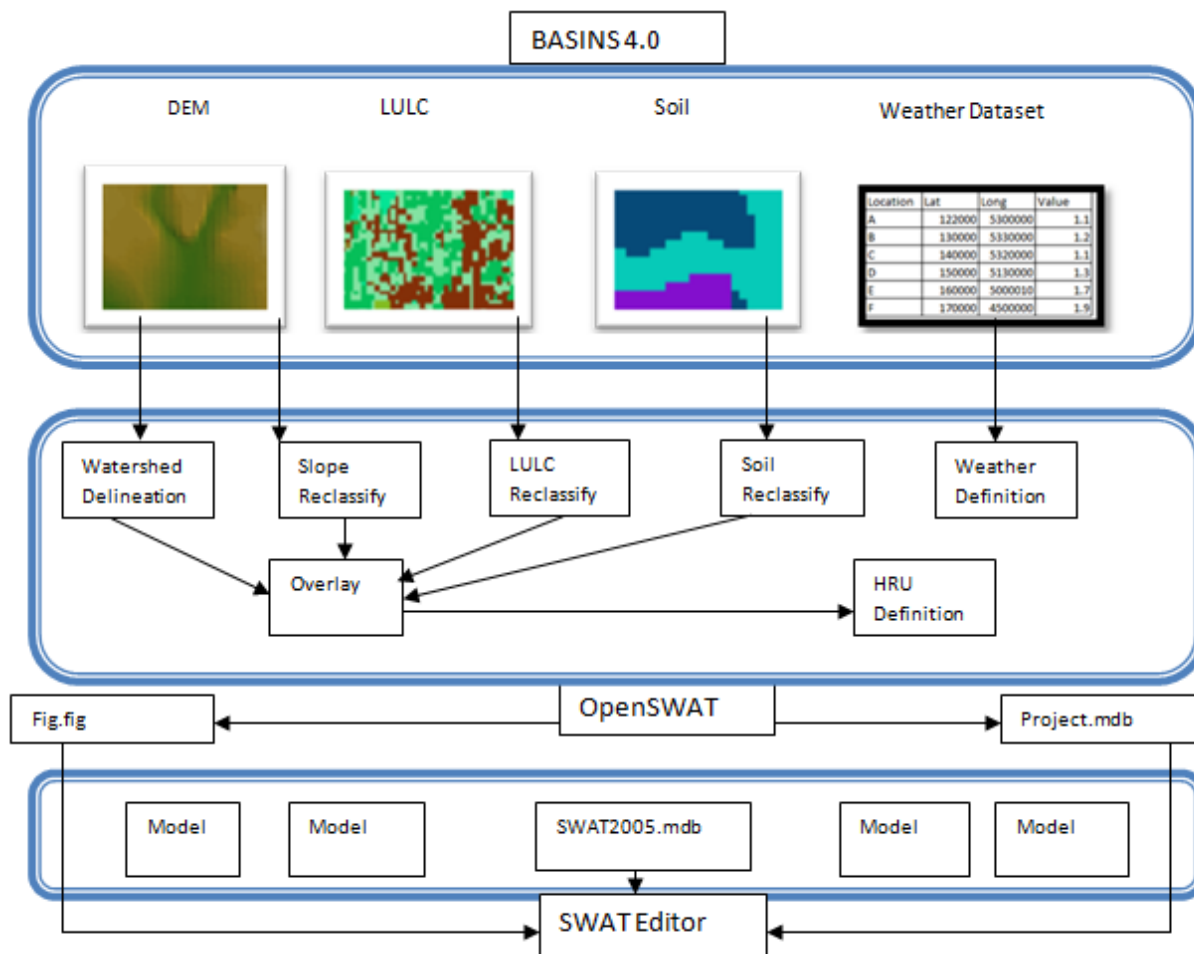 BASINS 4.0
DEM
LULC
Soil
Weather Dataset
Location Lat Long Value
A 122000 5300000 1.1
B 130000 5330000 1.2
C 140000 5320000 1.1
D 150000 5130000 1.3
E 160000 5000010 1.7
F 170000 4500000 1.9
Watershed
Delineation
Slope
Reclassify
LULC
Reclassify
Soil
Reclassify
Weather
Definition
Overlay
HRU
Definition
OpenSWAT
Fig.fig
Project.mdb
Model
Model
SWAT2005.mdb
Model
Model
SWAT Editor